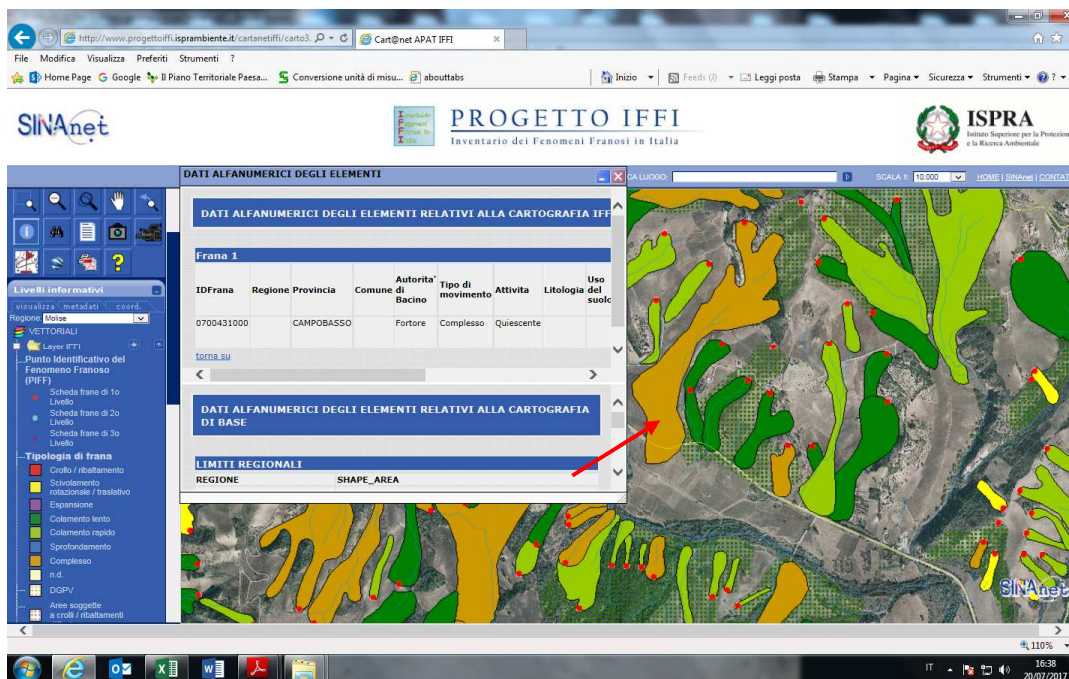 http://www.progettoiffi.isprambiente.it/cartanetiffi/carto3.
Cart@net APAT IFFI
File Modifica Visualizza Preferiti Strumenti ?
Home Page Google Il Piano Territoriale Paesa... Conversione unità di misu... abouttabs
Inizio Feeds (J) Leggi posta Stampa Pagina Sicurezza Strumenti
SINAnet
PROGETTO IFFI
Inventario dei Fenomeni Franosi in Italia
ISPRA
Istituto Superiore per la Protezion
e la Ricerca Ambientale
DATI ALFANUMERICI DEGLI ELEMENTI
CA LUOGO:
SCALA 1: 10.000
HOME | SINAnet | CONTAT
DATI ALFANUMERICI DEGLI ELEMENTI RELATIVI ALLA CARTOGRAFIA IFF
Frana 1
IDFrana Regione Provincia Comune Autorita' di Bacino Tipo di movimento Attivita Litologia Uso del suolo
0700431000 CAMPOBASSO Fortore Complesso Quiescente
torna su
DATI ALFANUMERICI DEGLI ELEMENTI RELATIVI ALLA CARTOGRAFIA
DI BASE
LIMITI REGIONALI
REGIONE SHAPE_AREA
Livelli informativi
visualizza metadati coord.
Regione: Molise
VETTORIALI
Layer IFFI
Punto Identificativo del
Fenomeno Franoso
(PIFF)
Scheda frane di 1o
Livello
Scheda frane di 2o
Livello
Scheda frane di 3o
Livello
Tipologia di frana
Crollo / ribaltamento
Scivolamento
rotazionale / traslativo
Espansione
Colamento lento
Colamento rapido
Sprofondamento
Complesso
n.d.
DGPV
Aree soggette
a crolli / ribaltamenti
SINAnet
110%
IT
16:38
20/07/2017